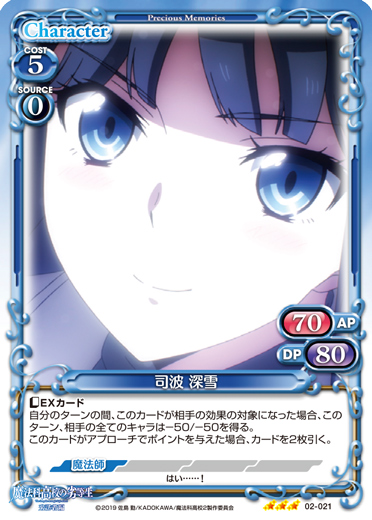 Precious Memories
Character
COST
5
SOURCE
0
70 AP
DP 80
司波 深雪
EXカード
自分のターンの間、このカードが相手の効果の対象になった場合、この
ターン、相手の全てのキャラは−50/−50を得る。
このカードがアプローチでポイントを与えた場合、カードを2枚引く。
魔法師
はい……!
魔法科高校の劣等生
©2019 佐島 勤/KADOKAWA/魔法科高校2製作委員会
02-021